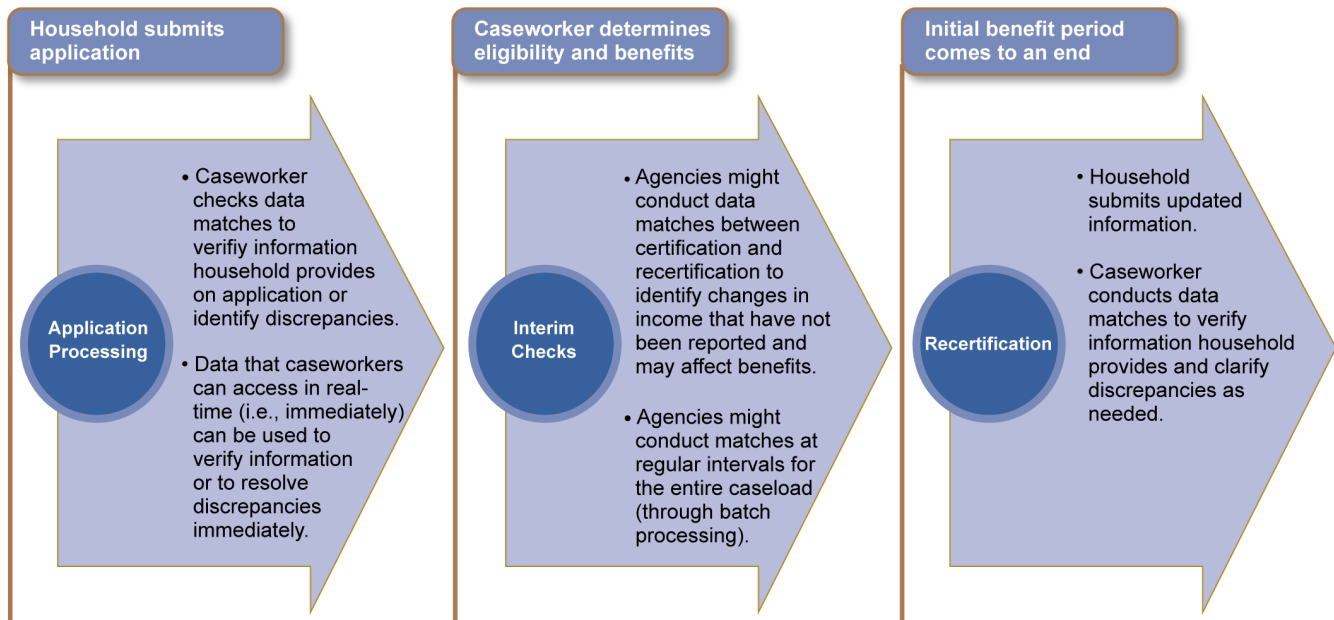 Household submits
application
Application
Processing
• Caseworker
checks data
matches to
verifiy information
household provides
on application or
identify discrepancies.
• Data that caseworkers
can access in real-
time (i.e., immediately)
can be used to
verify information
or to resolve
discrepancies
immediately.
Caseworker determines
eligibility and benefits
Interim
Checks
• Agencies might
conduct data
matches between
certification and
recertification to
identify changes in
income that have not
been reported and
may affect benefits.
• Agencies might
conduct matches at
regular intervals for
the entire caseload
(through batch
processing).
Initial benefit period
comes to an end
Recertification
• Household
submits updated
information.
• Caseworker
conducts data
matches to verify
information household
provides and clarify
discrepancies as
needed.